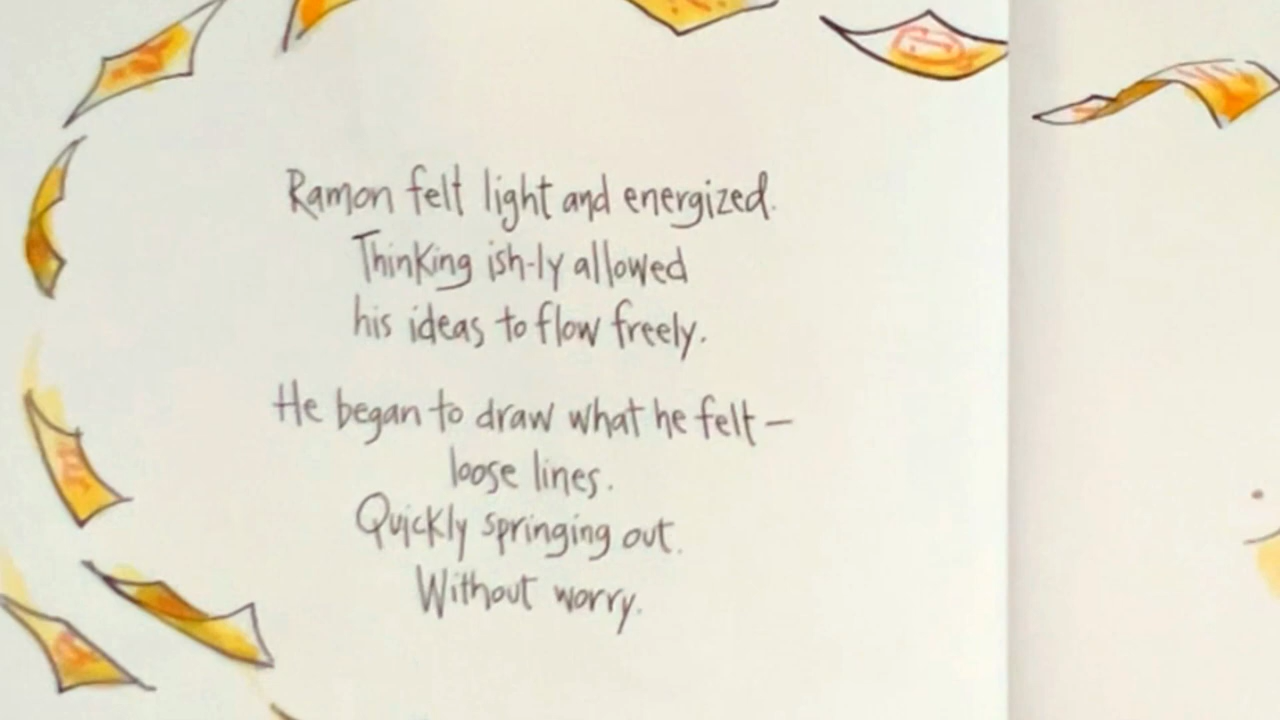 Ramon felt light and energized.
Thinking ish-ly allowed
his ideas to flow freely.
He began to draw what he felt —
loose lines.
Quickly springing out.
Without worry.